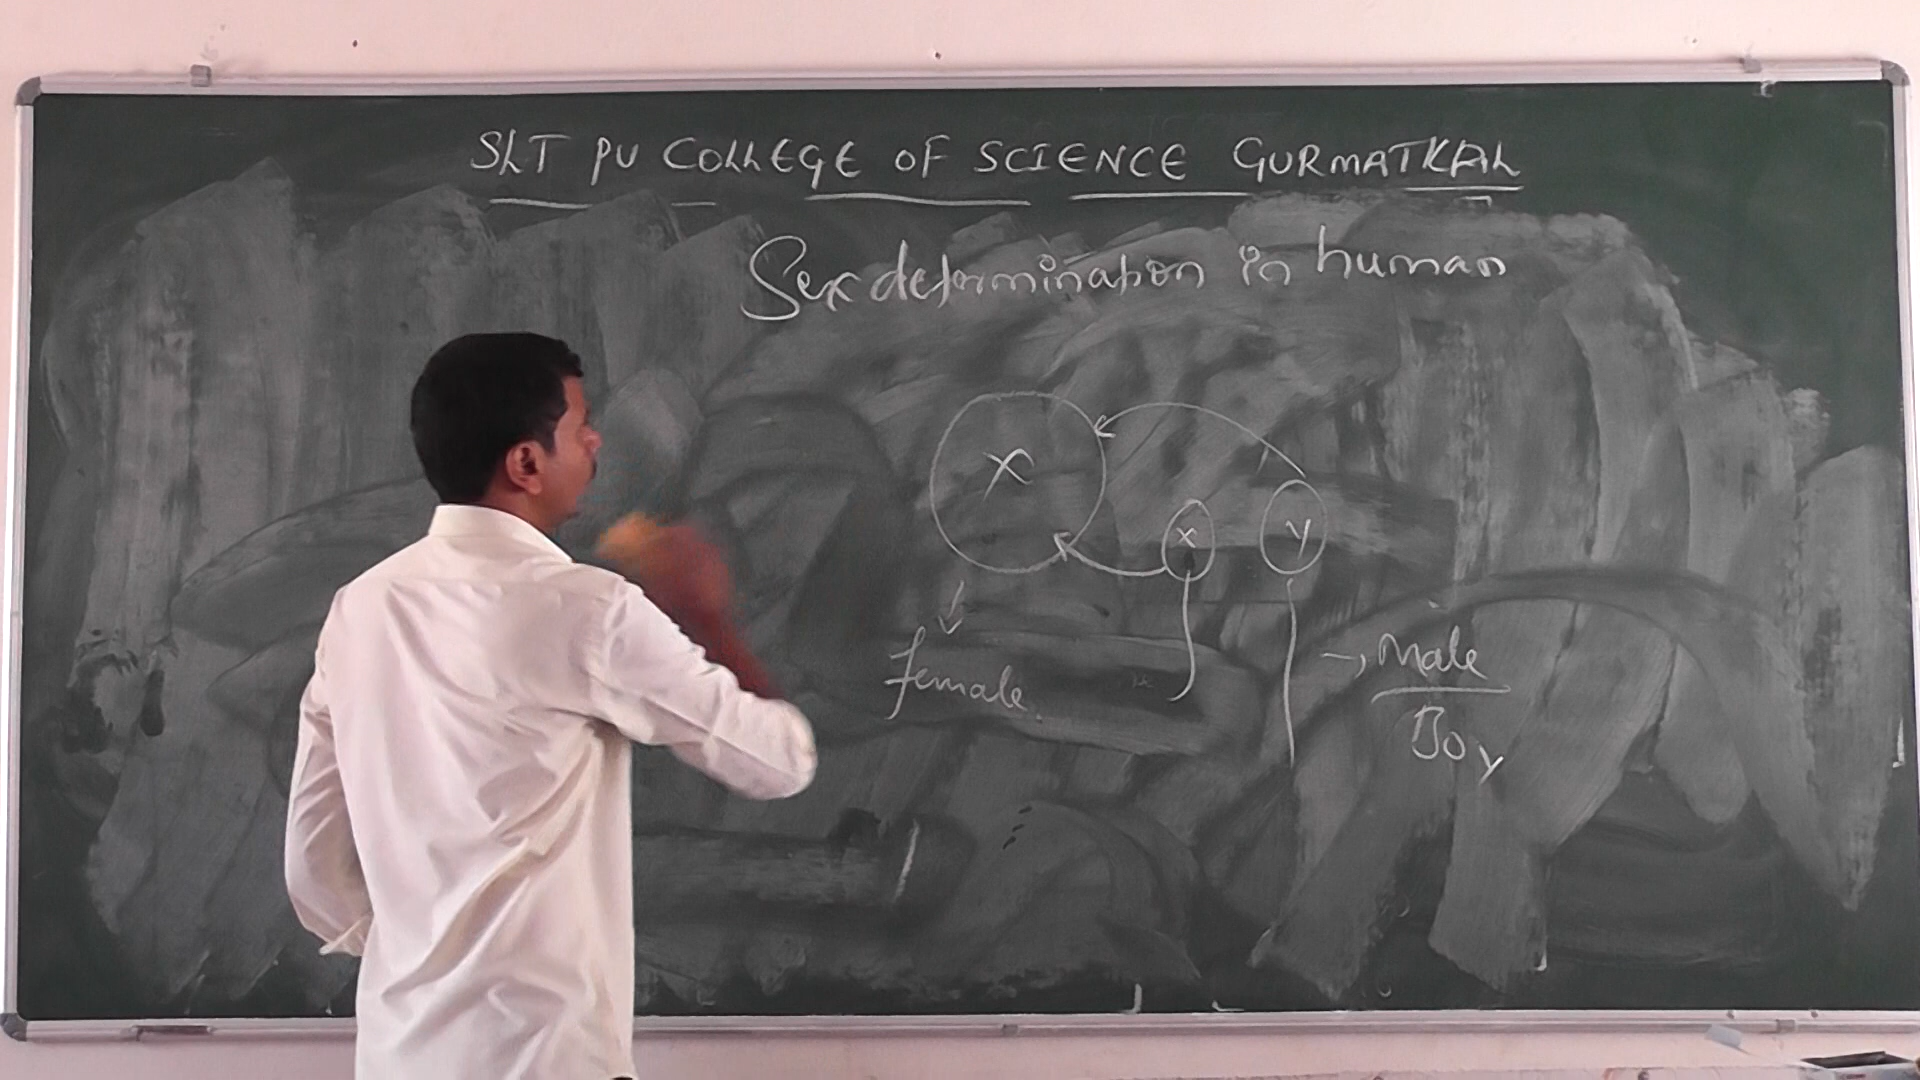 SLT PU COLLEGE OF SCIENCE GURMATKAL
Sex determination in human
X
x
y
female
Male
Boy